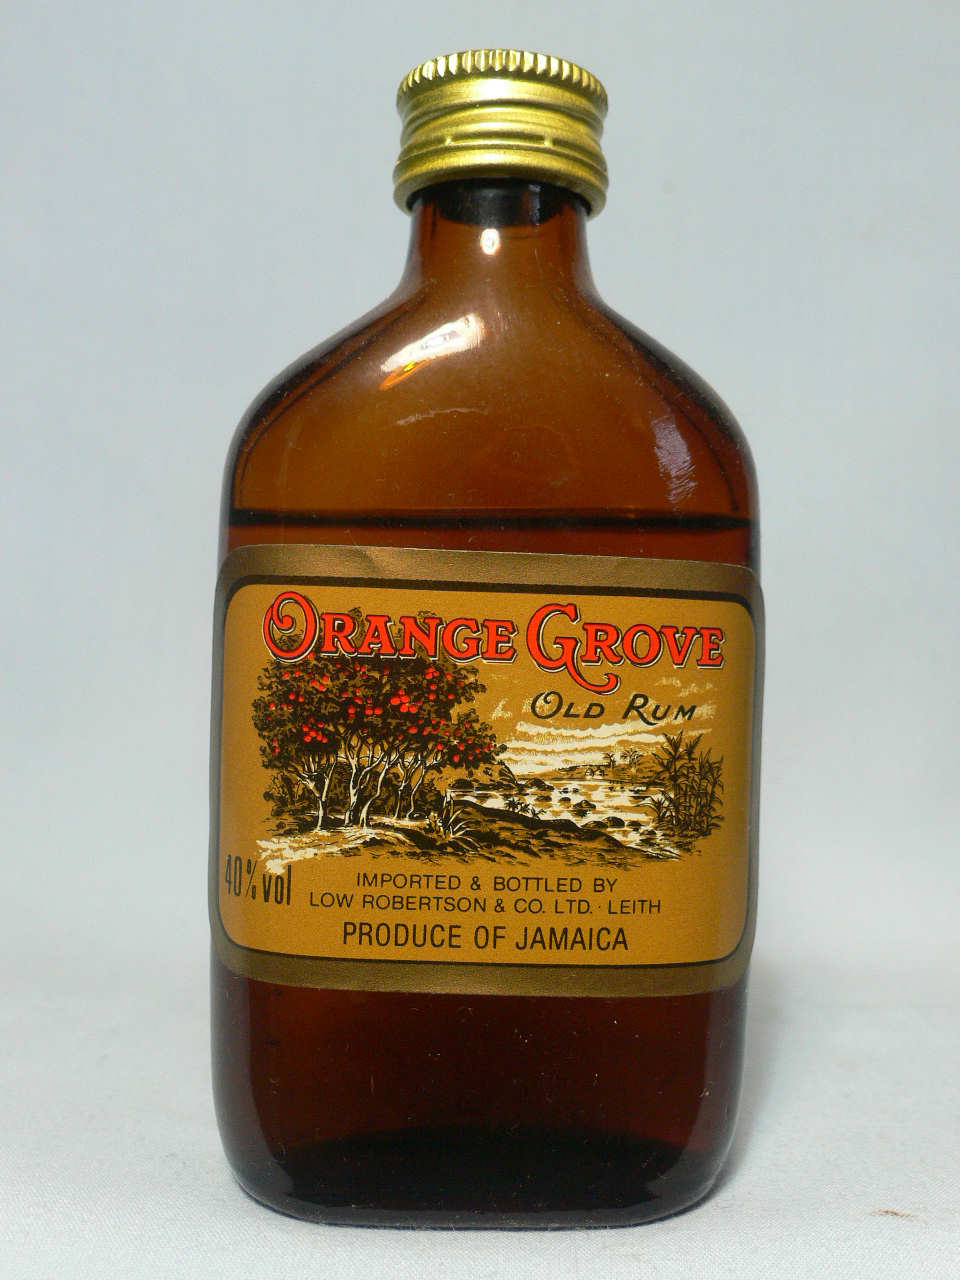 ORANGE GROVE
OLD RUM
40% vol
IMPORTED & BOTTLED BY
LOW ROBERTSON & CO. LTD. · LEITH
PRODUCE OF JAMAICA